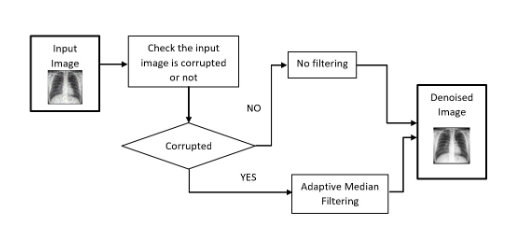 Input
Image
Check the input
image is corrupted
or not
No filtering
NO
Corrupted
YES
Adaptive Median
Filtering
Denoised
Image